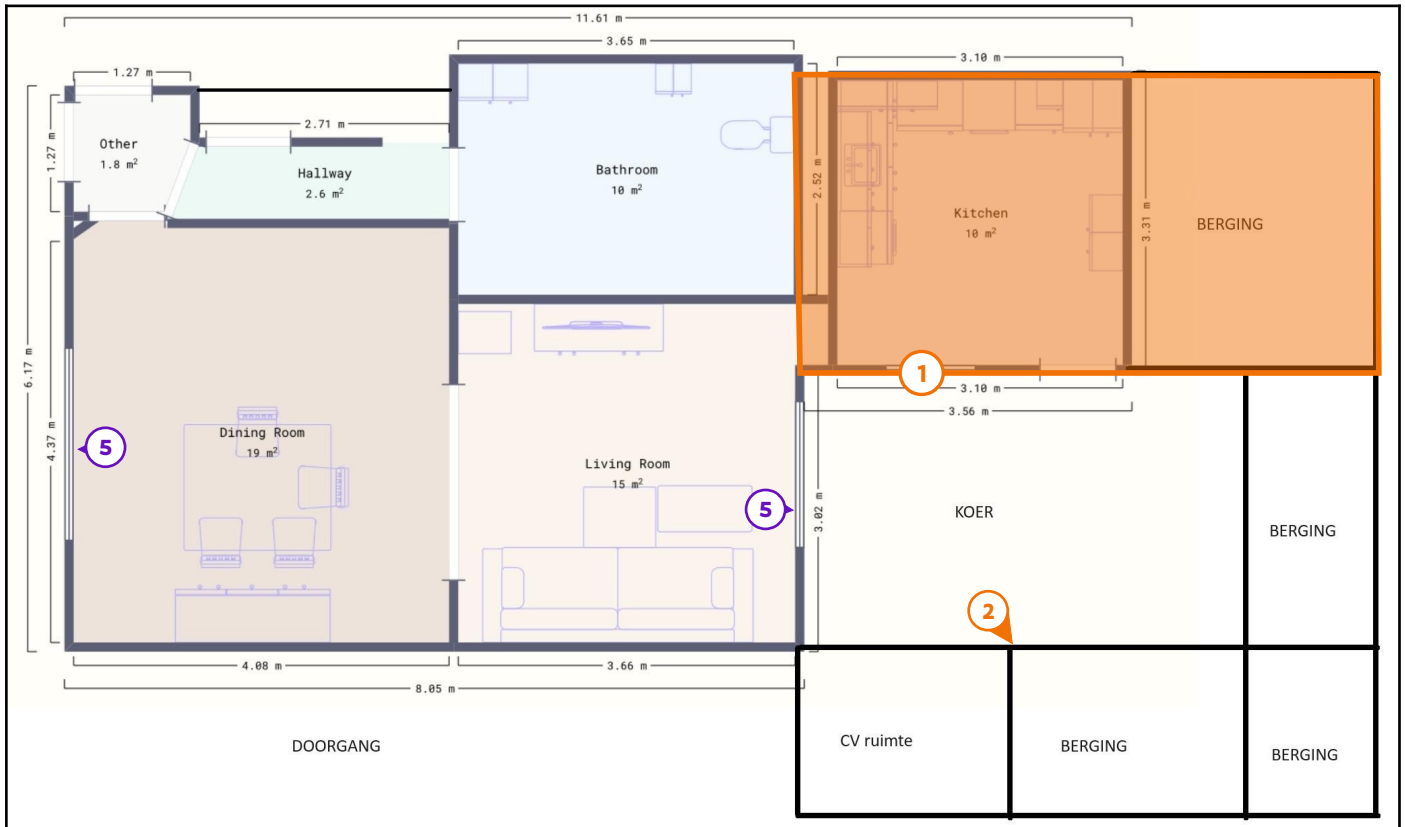 11.61 m
3.65 m
3.10 m
1.27 m
2.71 m
1.27 m
Other
1.8 m²
Hallway
2.6 m²
Bathroom
10 m²
2.52 m
Kitchen
10 m²
3.31 m
BERGING
6.17 m
4.37 m
1
3.10 m
3.56 m
Dining Room
19 m²
5
Living Room
15 m²
5
3.02 m
KOER
BERGING
2
4.08 m
3.66 m
8.05 m
DOORGANG
CV ruimte
BERGING
BERGING